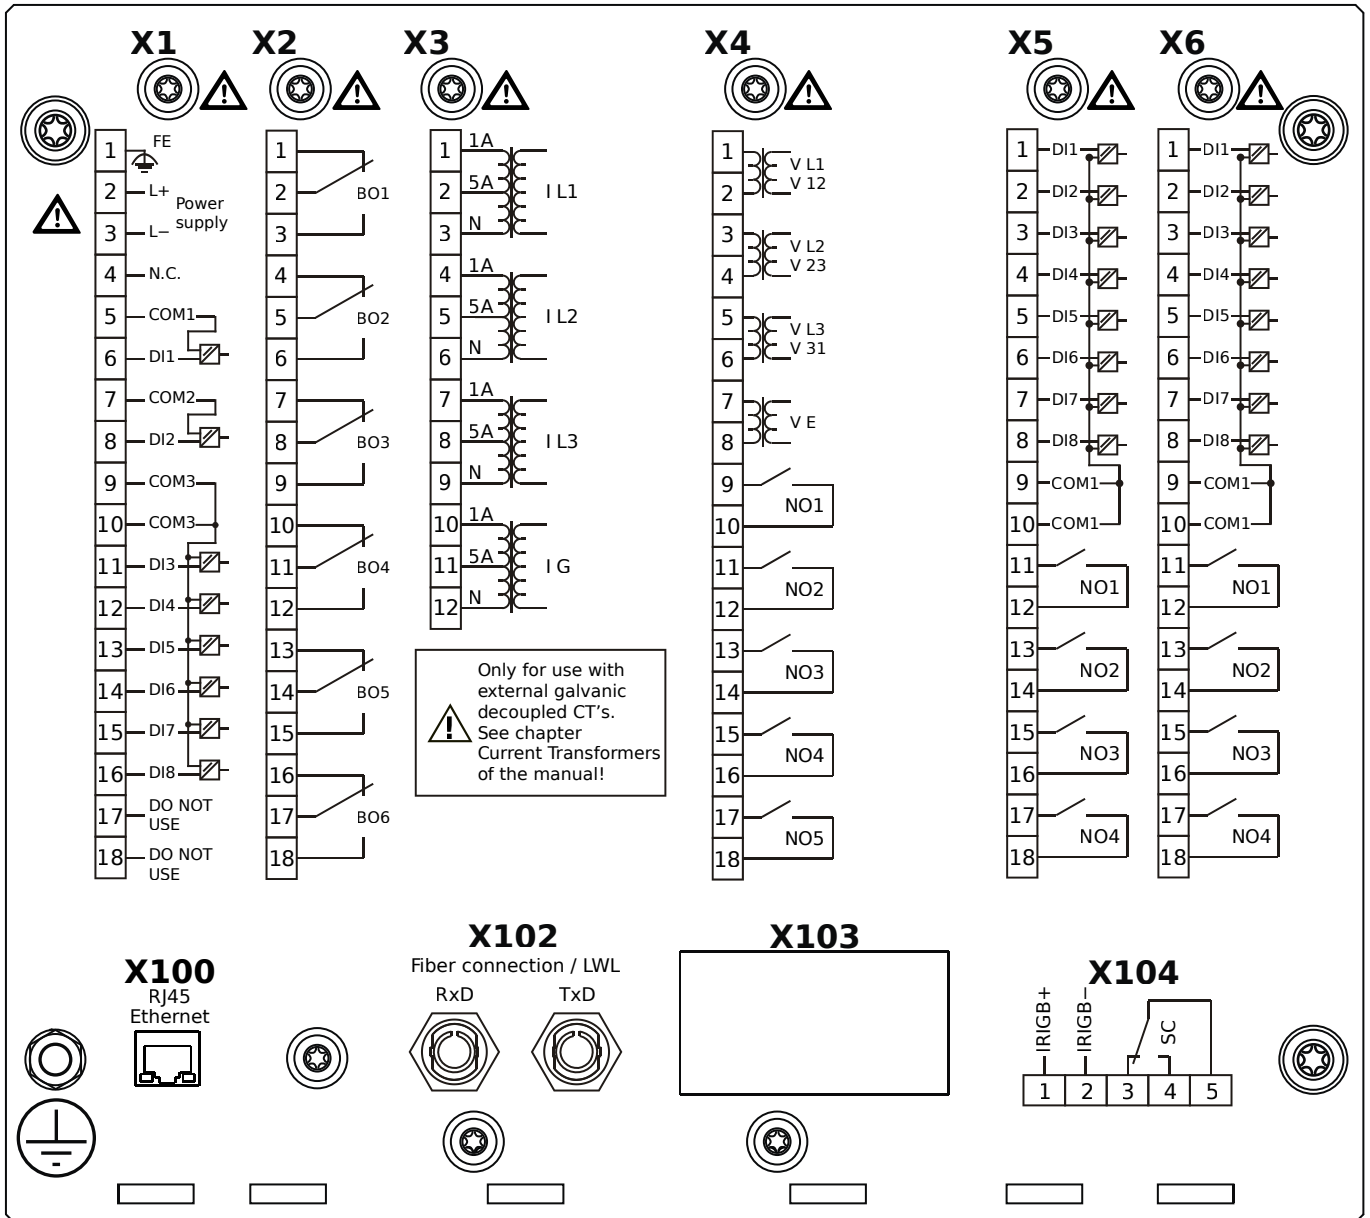 X1
X2
X3
X4
X5
X6
1 FE
2 L+
Power
supply
3 L−
4 N.C.
5 COM1
6 DI1
7 COM2
8 DI2
9 COM3
10 COM3
11 DI3
12 DI4
13 DI5
14 DI6
15 DI7
16 DI8
17 DO NOT
USE
18 DO NOT
USE
1
2 BO1
3
4
5 BO2
6
7
8 BO3
9
10
11 BO4
12
13
14 BO5
15
16
17 BO6
18
1 1A
2 5A I L1
3 N
4 1A
5 5A I L2
6 N
7 1A
8 5A I L3
9 N
10 1A
11 5A I G
12 N
Only for use with
external galvanic
decoupled CT's.
See chapter
Current Transformers
of the manual!
1 V L1
2 V 12
3 V L2
4 V 23
5 V L3
6 V 31
7 V E
8
9 NO1
10
11 NO2
12
13 NO3
14
15 NO4
16
17 NO5
18
1 DI1
2 DI2
3 DI3
4 DI4
5 DI5
6 DI6
7 DI7
8 DI8
9 COM1
10 COM1
11 NO1
12
13 NO2
14
15 NO3
16
17 NO4
18
1 DI1
2 DI2
3 DI3
4 DI4
5 DI5
6 DI6
7 DI7
8 DI8
9 COM1
10 COM1
11 NO1
12
13 NO2
14
15 NO3
16
17 NO4
18
X100
RJ45
Ethernet
X102
Fiber connection / LWL
RxD TxD
X103
X104
IRIGB+
IRIGB−
SC
1 2 3 4 5